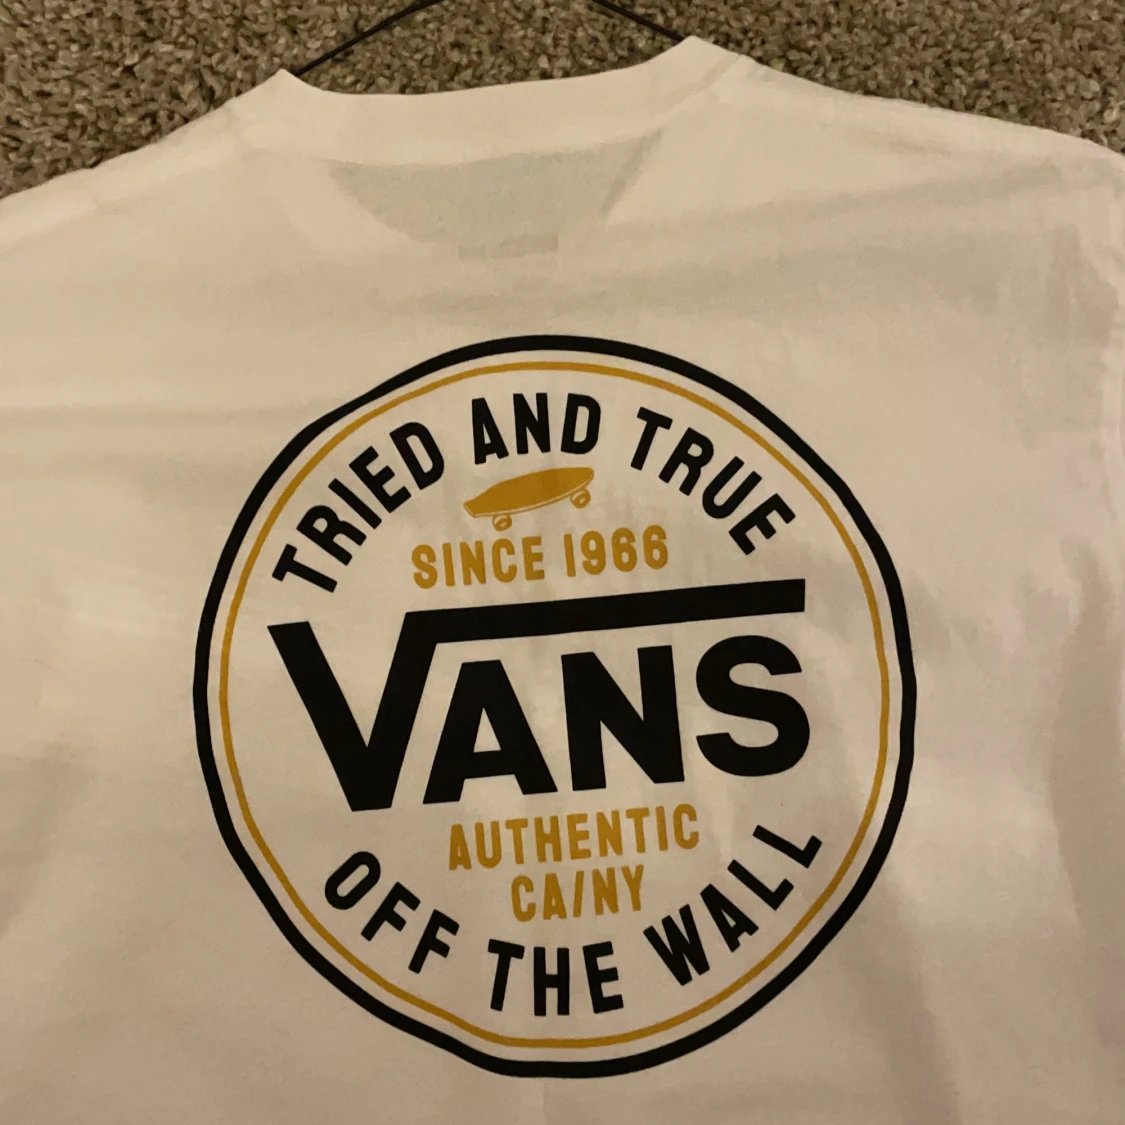 TRIED AND TRUE
SINCE 1966
VANS
AUTHENTIC
CA/NY
OFF THE WALL